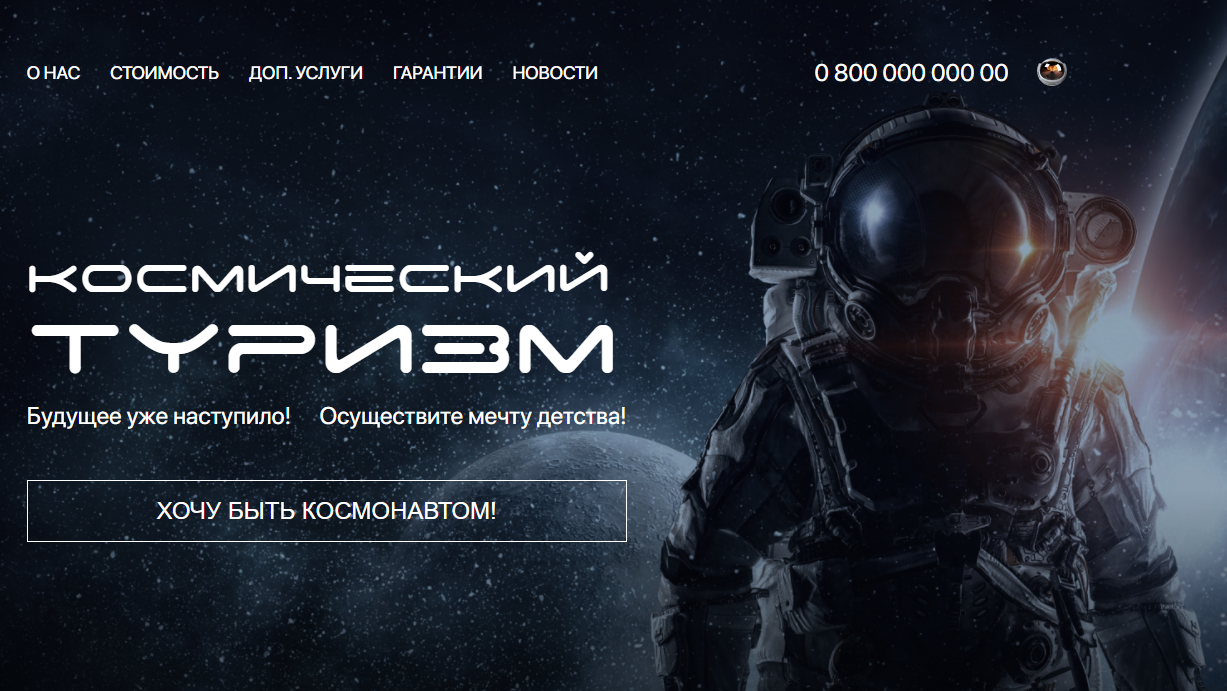 О НАС СТОИМОСТЬ ДОП. УСЛУГИ ГАРАНТИИ НОВОСТИ 0 800 000 000 00
КОСМИЧЕСКИЙ
ТУРИЗМ
Будущее уже наступило! Осуществите мечту детства!
ХОЧУ БЫТЬ КОСМОНАВТОМ!